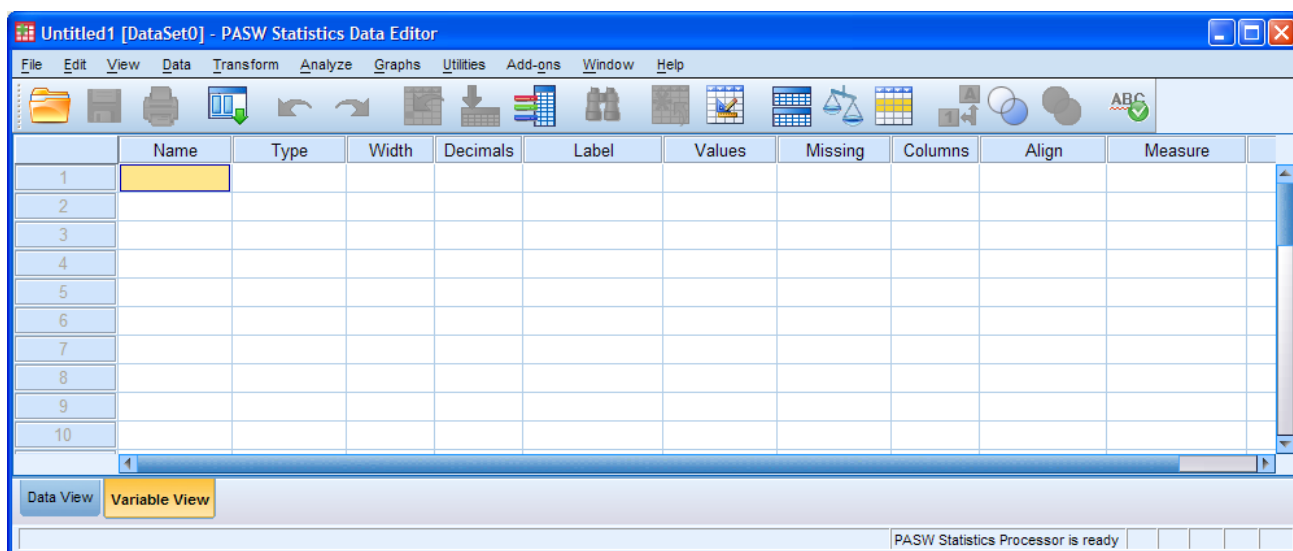 Untitled1 [DataSet0] - PASW Statistics Data Editor
File Edit View Data Transform Analyze Graphs Utilities Add-ons Window Help
A
1
ABC
Name Type Width Decimals Label Values Missing Columns Align Measure
1
2
3
4
5
6
7
8
9
10
Data View Variable View
PASW Statistics Processor is ready